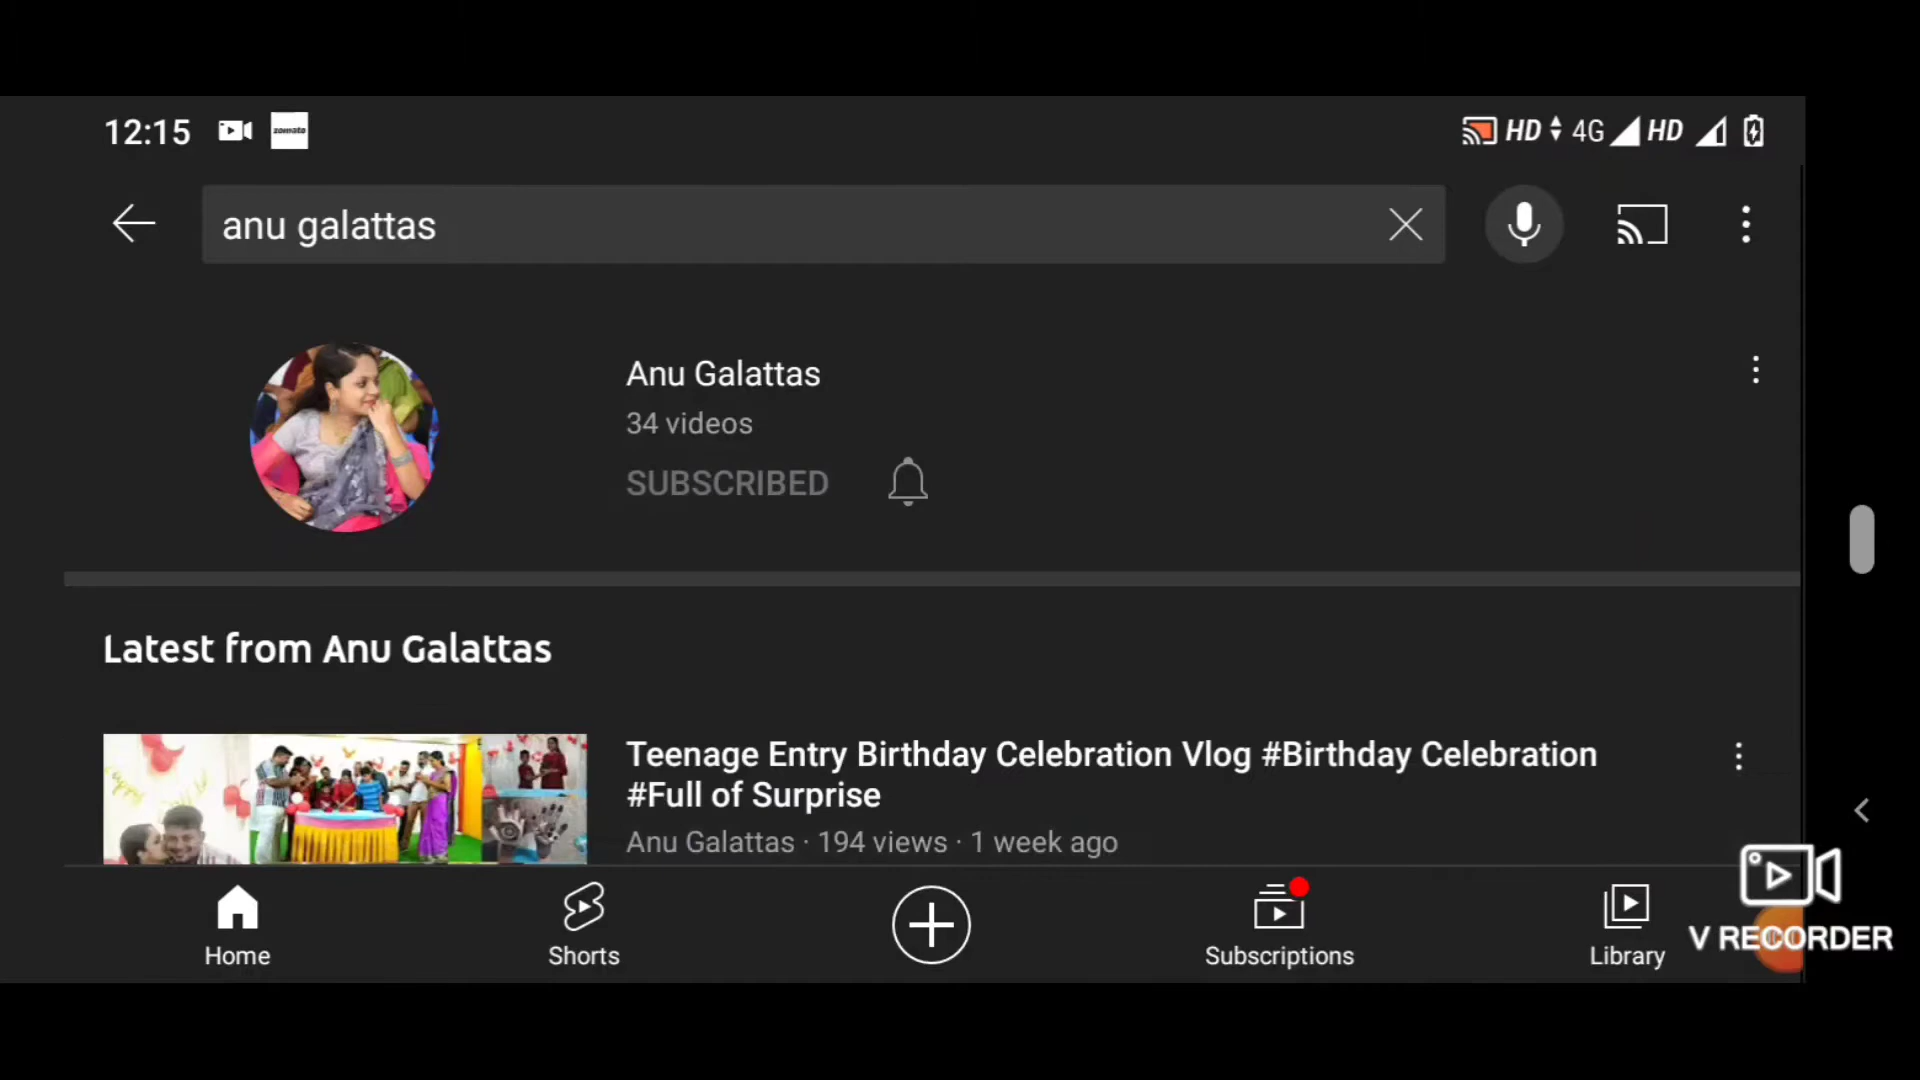 12:15 zomato HD 4G HD
anu galattas
Anu Galattas
34 videos
SUBSCRIBED
Latest from Anu Galattas
Teenage Entry Birthday Celebration Vlog #Birthday Celebration
#Full of Surprise
Anu Galattas · 194 views · 1 week ago
Home Shorts Subscriptions Library
V RECORDER